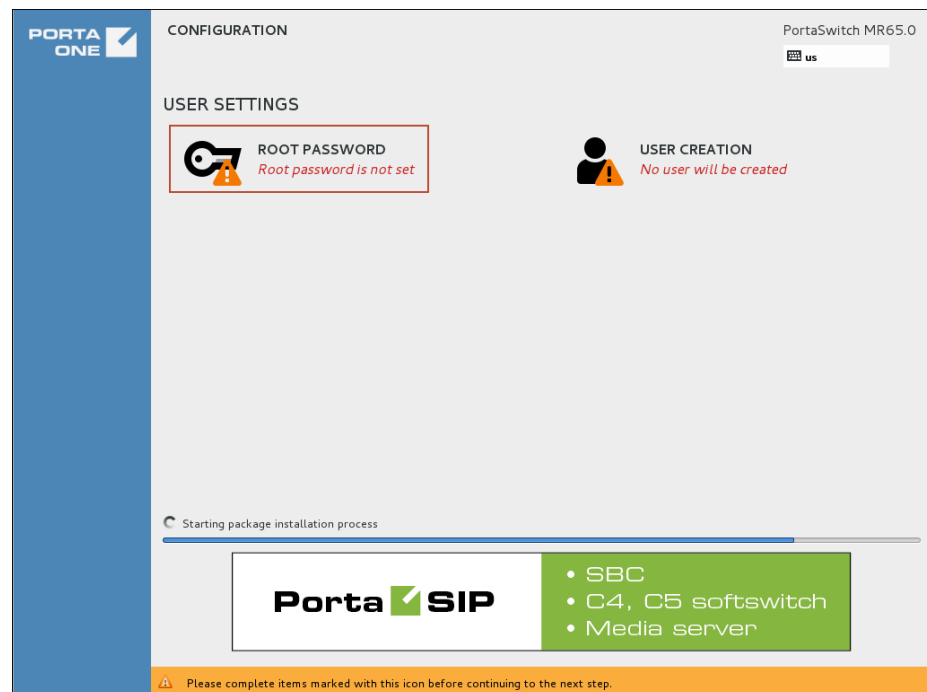 PORTA
ONE
CONFIGURATION
PortaSwitch MR65.0
us
USER SETTINGS
ROOT PASSWORD
Root password is not set
USER CREATION
No user will be created
Starting package installation process
Porta SIP
• SBC
• C4, C5 softswitch
• Media server
Please complete items marked with this icon before continuing to the next step.